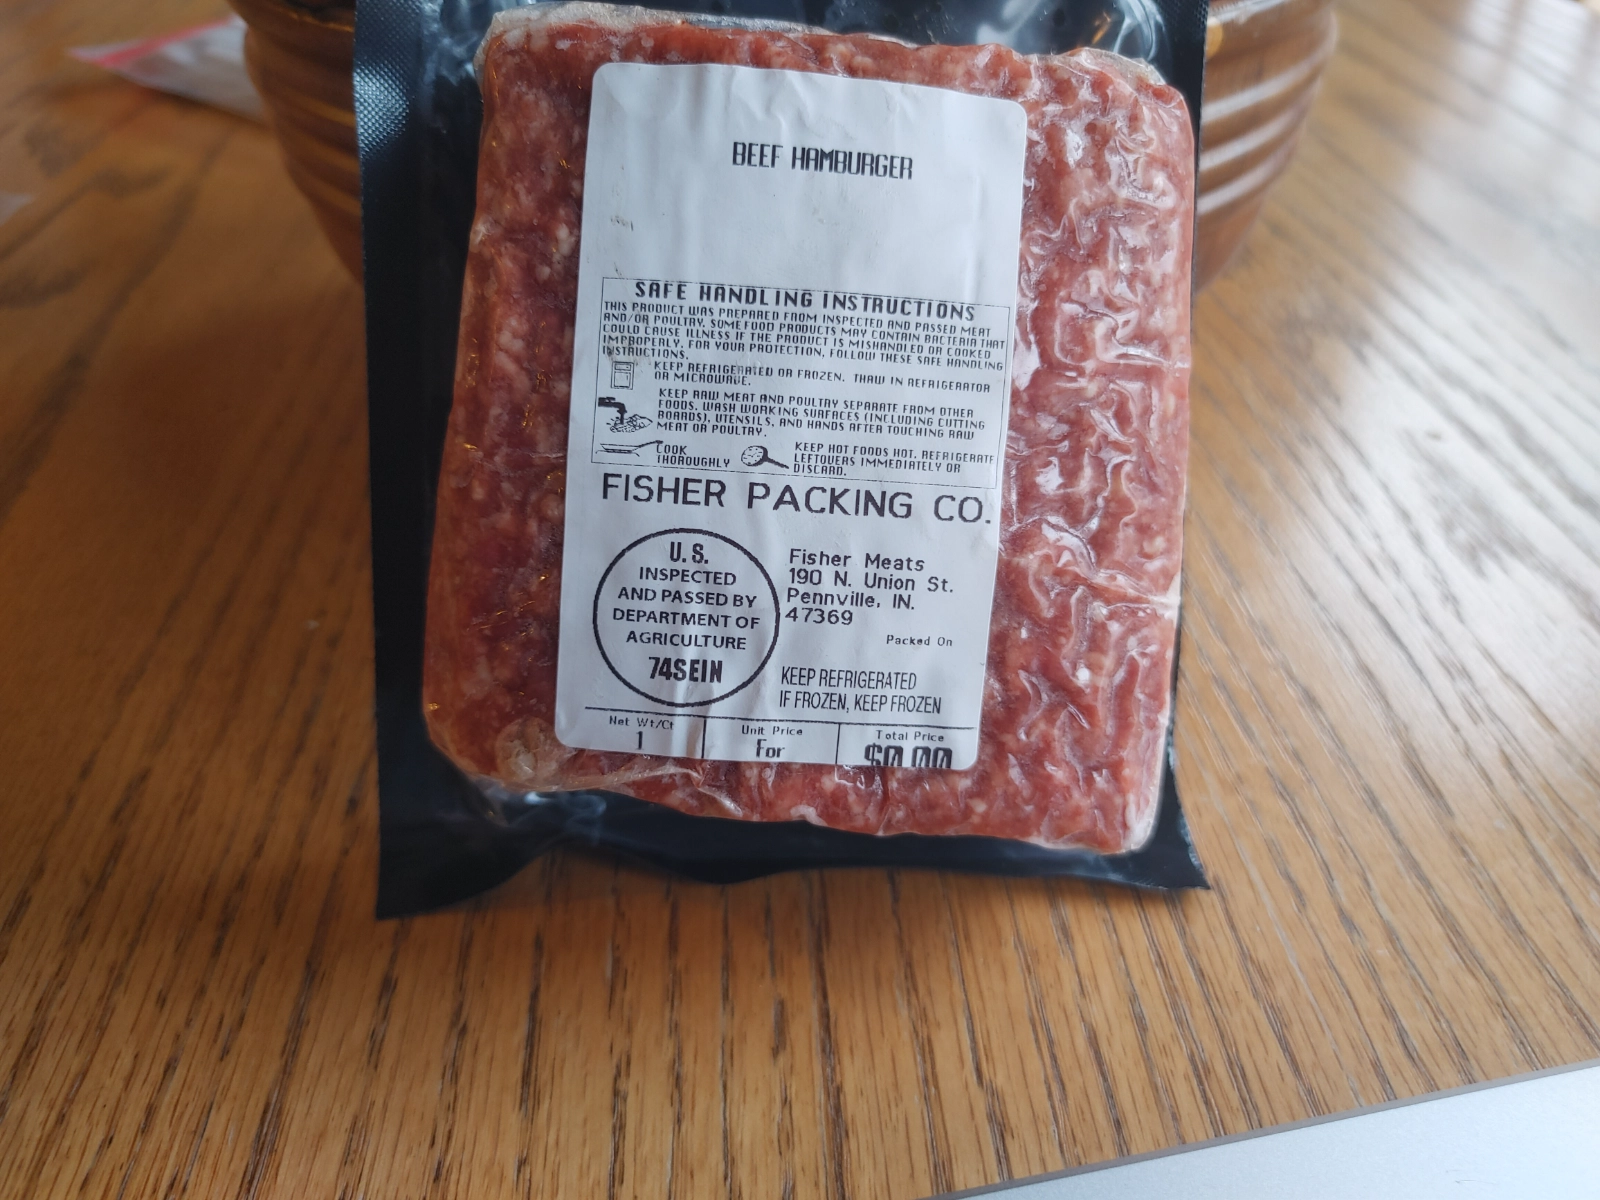 BEEF HAMBURGER
SAFE HANDLING INSTRUCTIONS
THIS PRODUCT WAS PREPARED FROM INSPECTED AND PASSED MEAT
AND/OR POULTRY. SOME FOOD PRODUCTS MAY CONTAIN BACTERIA THAT
COULD CAUSE ILLNESS IF THE PRODUCT IS MISHANDLED OR COOKED
IMPROPERLY. FOR YOUR PROTECTION, FOLLOW THESE SAFE HANDLING
INSTRUCTIONS.
KEEP REFRIGERATED OR FROZEN. THAW IN REFRIGERATOR
OR MICROWAVE.
KEEP RAW MEAT AND POULTRY SEPARATE FROM OTHER
FOODS. WASH WORKING SURFACES (INCLUDING CUTTING
BOARDS), UTENSILS, AND HANDS AFTER TOUCHING RAW
MEAT OR POULTRY.
COOK
THOROUGHLY
KEEP HOT FOODS HOT. REFRIGERATE
LEFTOVERS IMMEDIATELY OR
DISCARD.
FISHER PACKING CO.
U.S.
INSPECTED
AND PASSED BY
DEPARTMENT OF
AGRICULTURE
74SEIN
Fisher Meats
190 N. Union St.
Pennville, IN.
47369
Packed On
KEEP REFRIGERATED
IF FROZEN, KEEP FROZEN
Net Wt/Ct
1
Unit Price
For
Total Price
$0.00